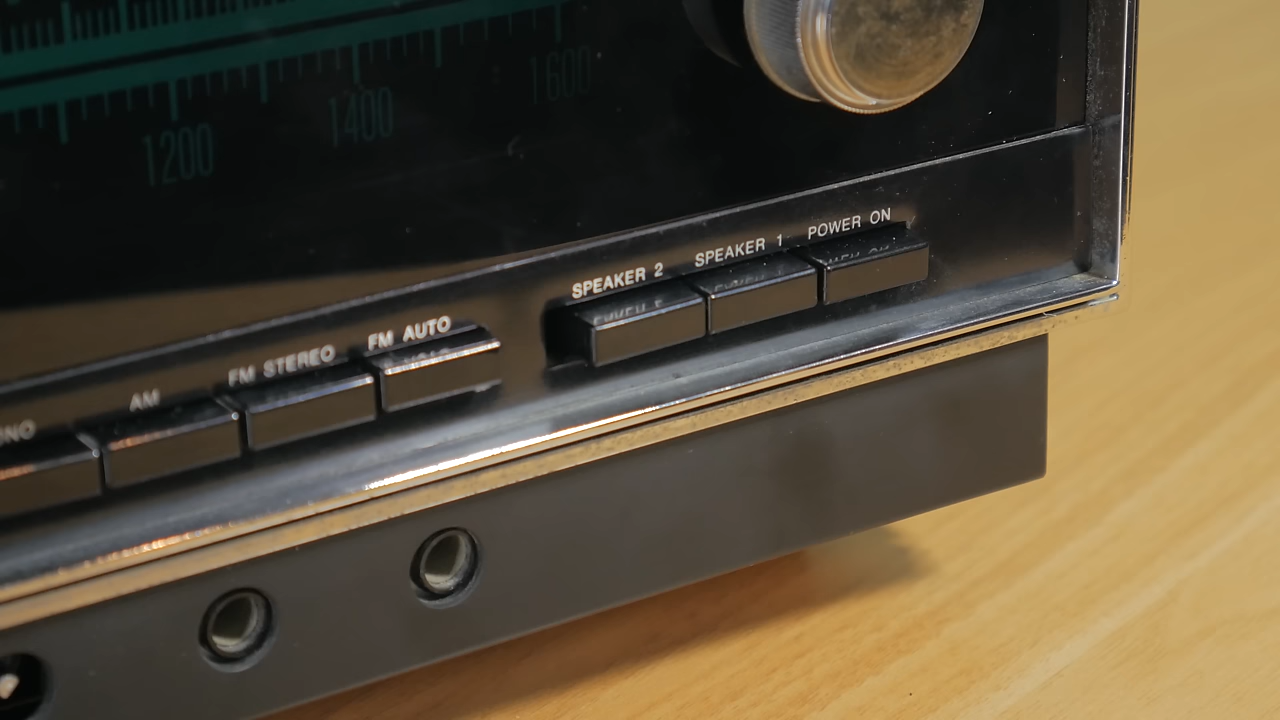 1200 1400 1600
SPEAKER 2 SPEAKER 1 POWER ON
AM FM STEREO FM AUTO